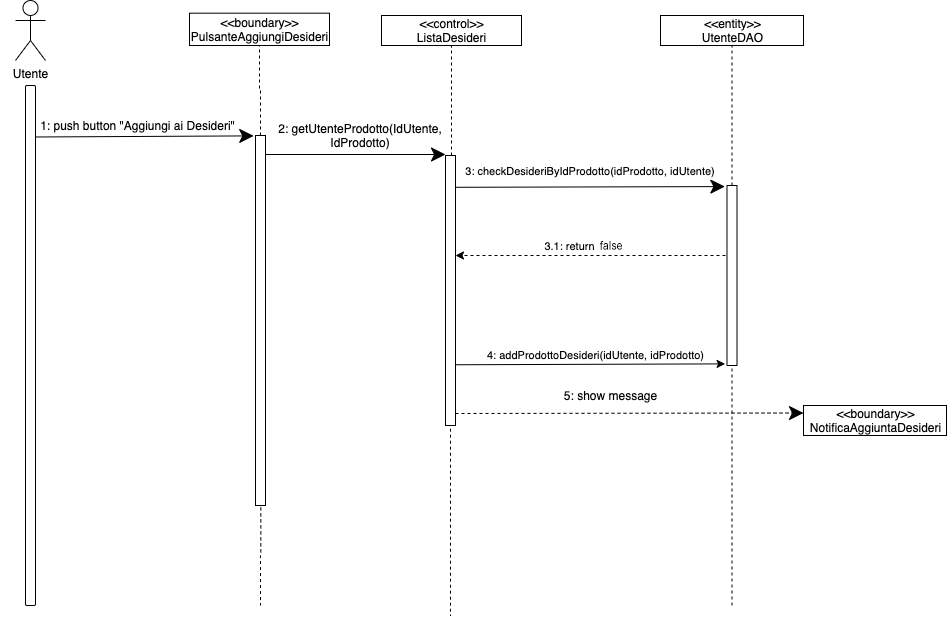 Utente
<<boundary>>
PulsanteAggiungiDesideri
<<control>>
ListaDesideri
<<entity>>
UtenteDAO
1: push button "Aggiungi ai Desideri"
2: getUtenteProdotto(IdUtente,
IdProdotto)
3: checkDesideriByIdProdotto(idProdotto, idUtente)
3.1: return false
4: addProdottoDesideri(idUtente, idProdotto)
5: show message
<<boundary>>
NotificaAggiuntaDesideri